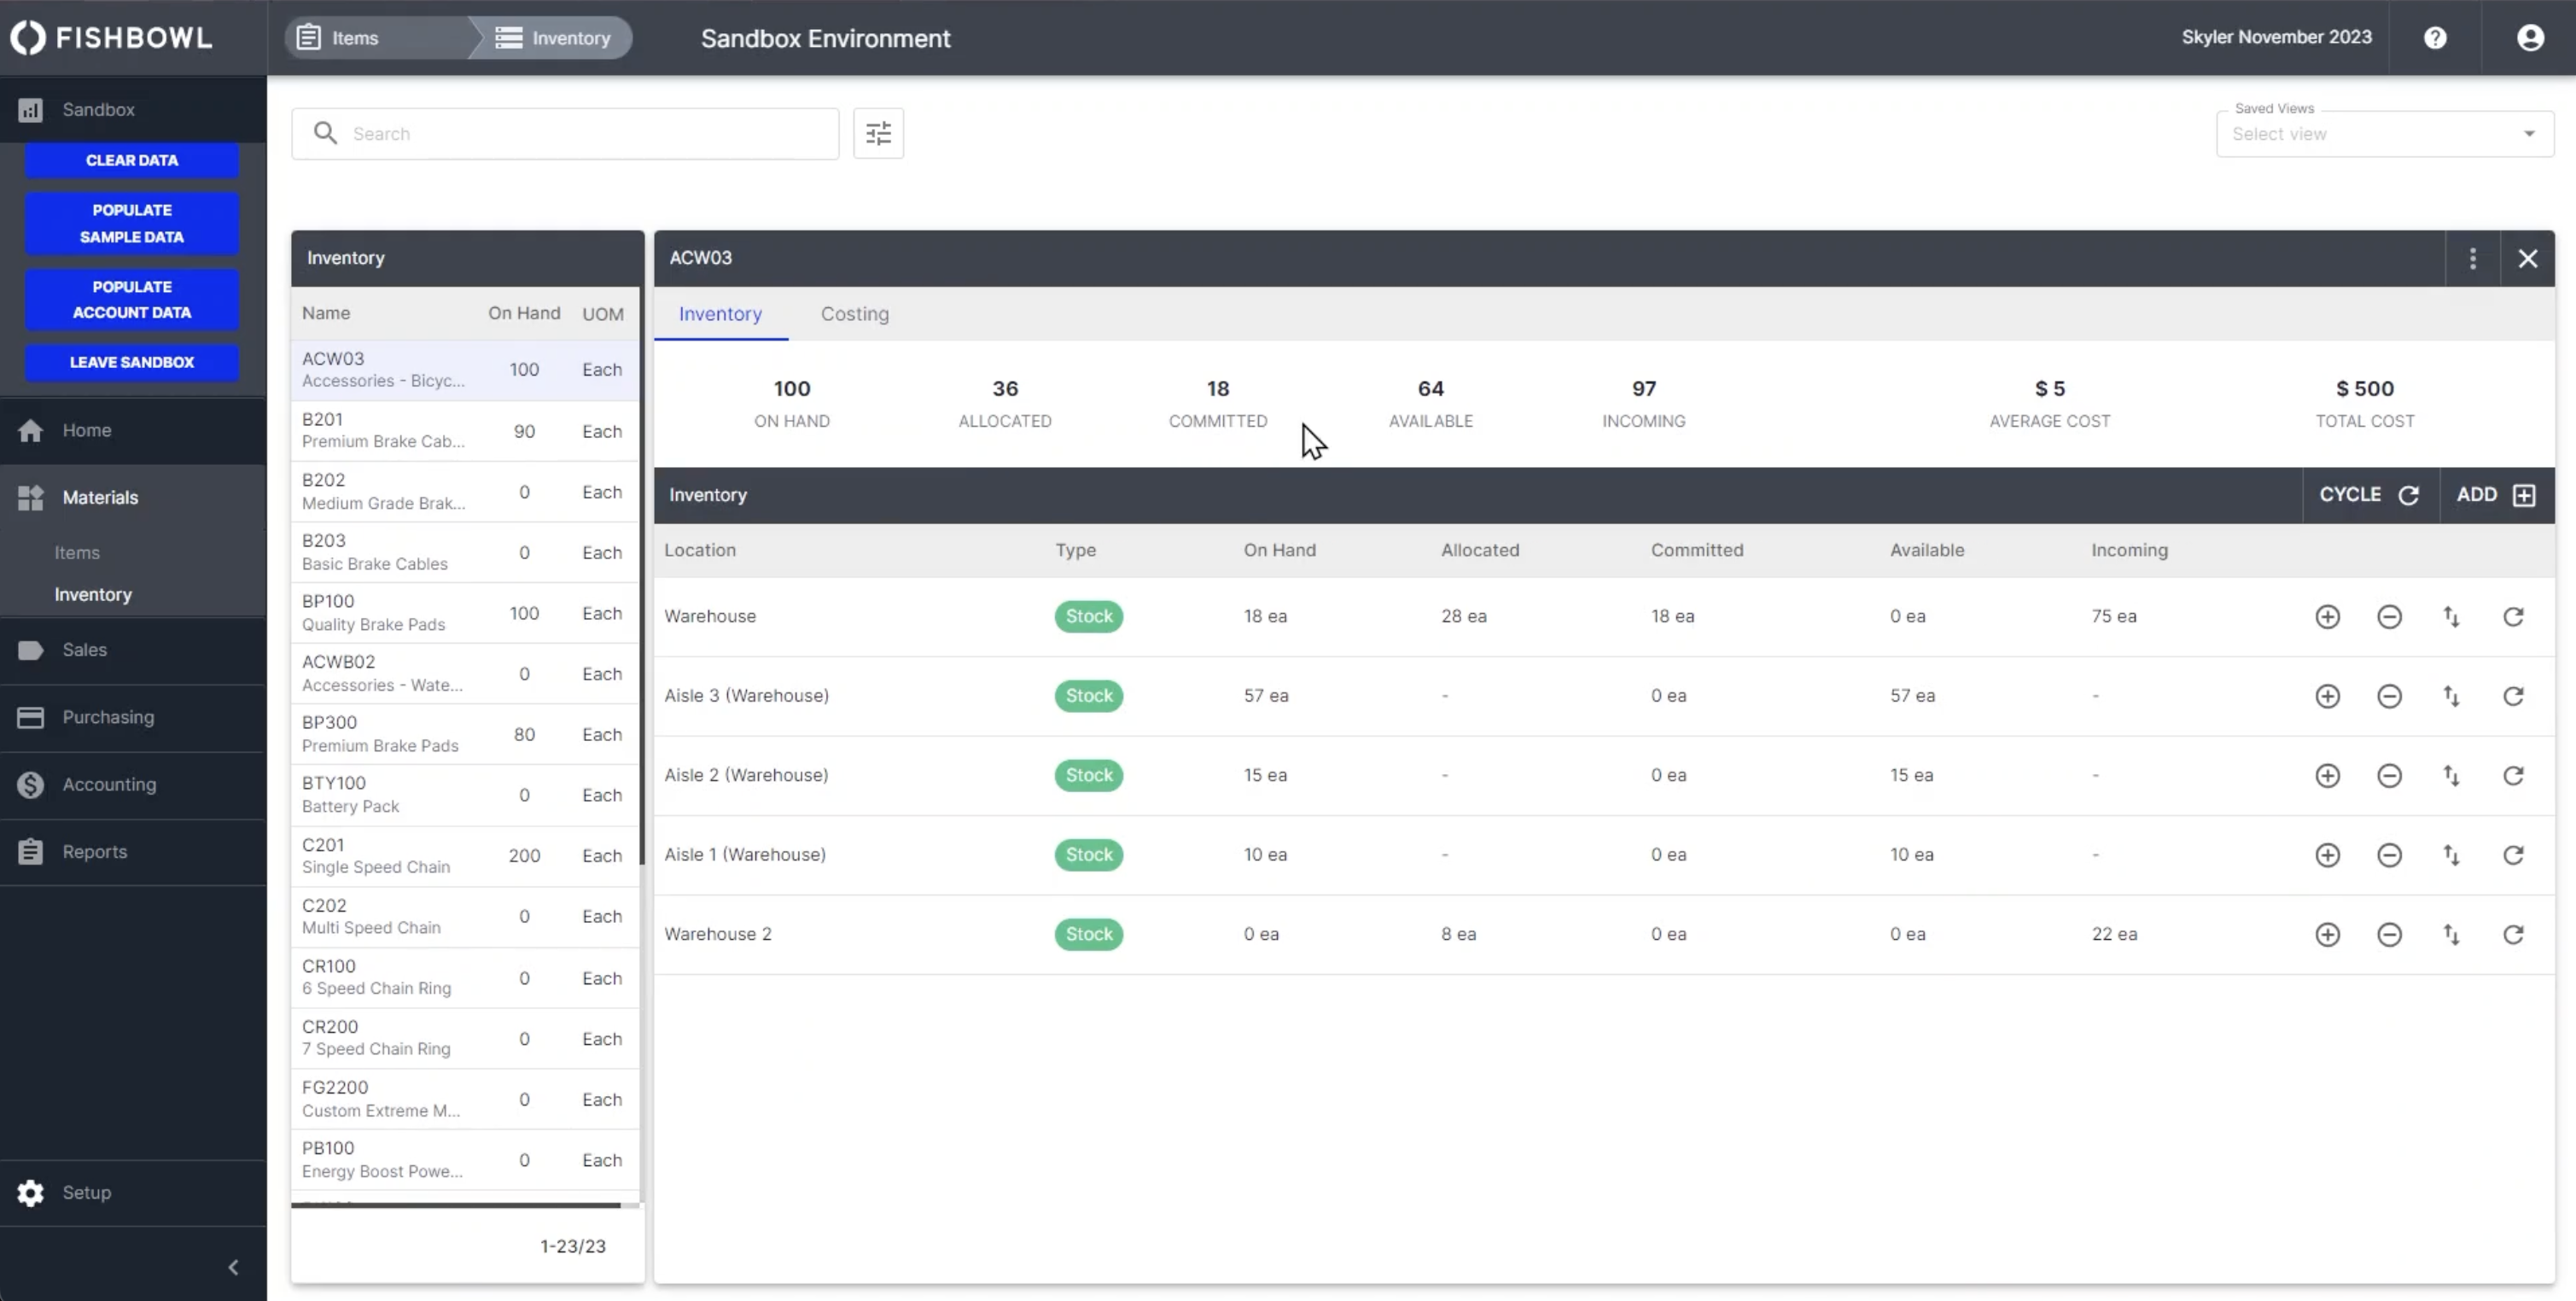 FISHBOWL
Items
Inventory
Sandbox Environment
Skyler November 2023
Sandbox
CLEAR DATA
POPULATE
SAMPLE DATA
POPULATE
ACCOUNT DATA
LEAVE SANDBOX
Home
Materials
Items
Inventory
Sales
Purchasing
Accounting
Reports
Setup
Search
Saved Views
Select view
Inventory
Name On Hand UOM
ACW03
Accessories - Bicyc... 100 Each
B201
Premium Brake Cab... 90 Each
B202
Medium Grade Brak... 0 Each
B203
Basic Brake Cables 0 Each
BP100
Quality Brake Pads 100 Each
ACWB02
Accessories - Wate... 0 Each
BP300
Premium Brake Pads 80 Each
BTY100
Battery Pack 0 Each
C201
Single Speed Chain 200 Each
C202
Multi Speed Chain 0 Each
CR100
6 Speed Chain Ring 0 Each
CR200
7 Speed Chain Ring 0 Each
FG2200
Custom Extreme M... 0 Each
PB100
Energy Boost Powe... 0 Each
1-23/23
ACW03
Inventory Costing
100 36 18 64 97 $ 5 $ 500
ON HAND ALLOCATED COMMITTED AVAILABLE INCOMING AVERAGE COST TOTAL COST
Inventory CYCLE ADD
Location Type On Hand Allocated Committed Available Incoming
Warehouse Stock 18 ea 28 ea 18 ea 0 ea 75 ea
Aisle 3 (Warehouse) Stock 57 ea - 0 ea 57 ea -
Aisle 2 (Warehouse) Stock 15 ea - 0 ea 15 ea -
Aisle 1 (Warehouse) Stock 10 ea - 0 ea 10 ea -
Warehouse 2 Stock 0 ea 8 ea 0 ea 0 ea 22 ea